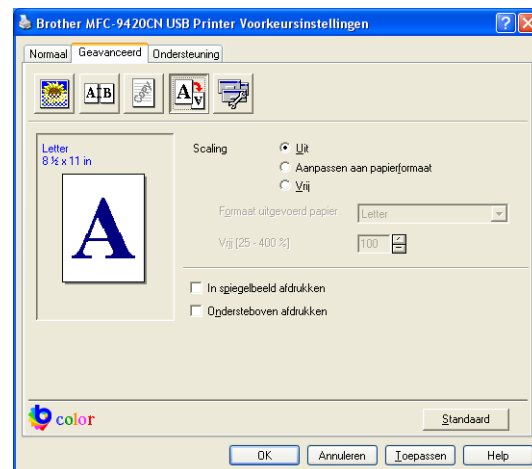 Brother MFC-9420CN USB Printer Voorkeursinstellingen
Normaal Geavanceerd Ondersteuning
A B
A A
Letter
8 ½ x 11 in
A
Scaling Uit
Aanpassen aan papierformaat
Vrij
Formaat uitgevoerd papier Letter
Vrij [25 - 400 %] 100
In spiegelbeeld afdrukken
Ondersteboven afdrukken
b color
Standaard
OK Annuleren Toepassen Help